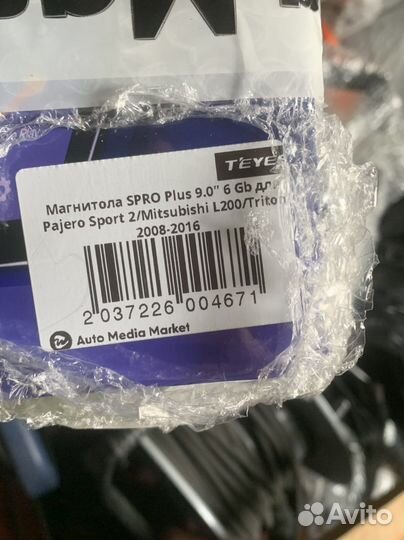 TEYES
Магнитола SPRO Plus 9.0" 6 Gb для
Pajero Sport 2/Mitsubishi L200/Triton
2008-2016
2 037226 004671
Auto Media Market
Avito